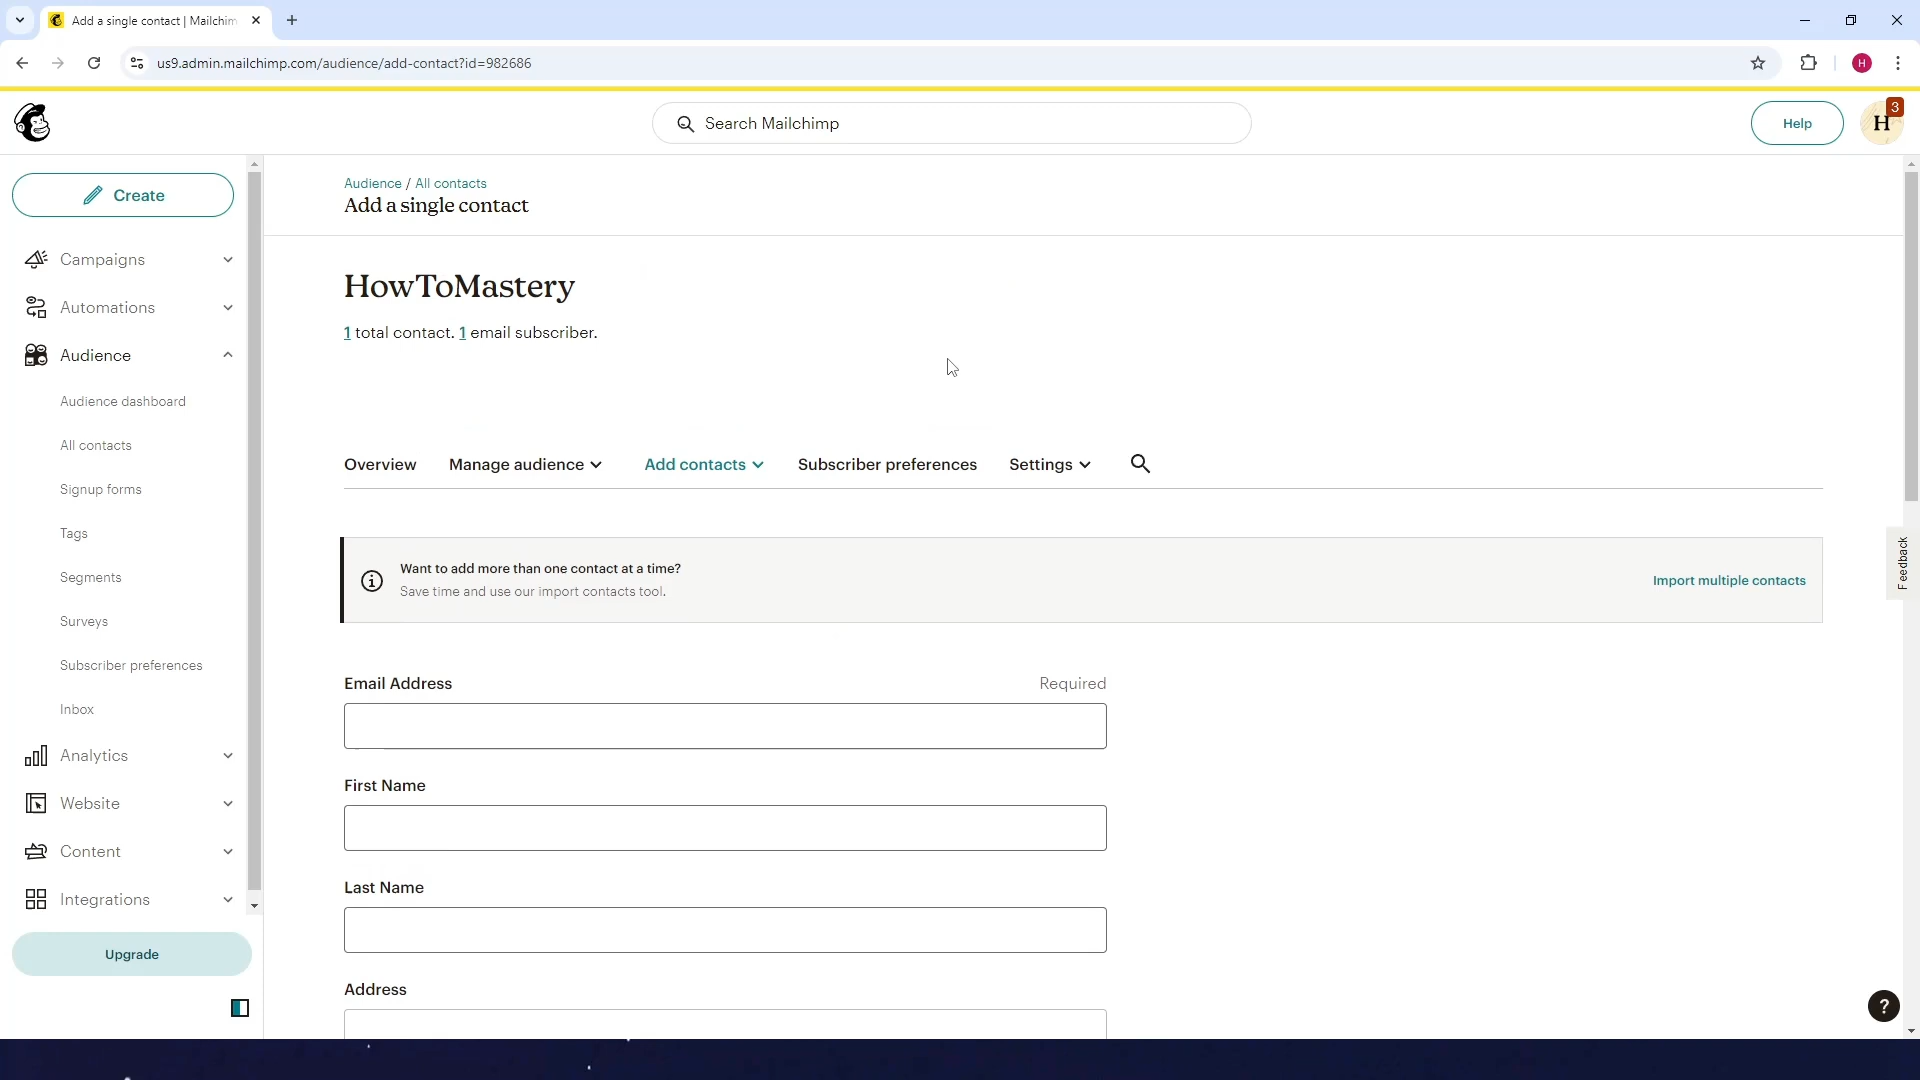 Add a single contact | Mailchim
us9.admin.mailchimp.com/audience/add-contact?id=982686
H
Search Mailchimp
Help
H
3
Create
Campaigns
Automations
Audience
Audience dashboard
All contacts
Signup forms
Tags
Segments
Surveys
Subscriber preferences
Inbox
Analytics
Website
Content
Integrations
Upgrade
Audience / All contacts
Add a single contact
HowToMastery
1 total contact. 1 email subscriber.
Overview Manage audience Add contacts Subscriber preferences Settings
Want to add more than one contact at a time?
Save time and use our import contacts tool.
Import multiple contacts
Email Address Required
First Name
Last Name
Address
Feedback
?